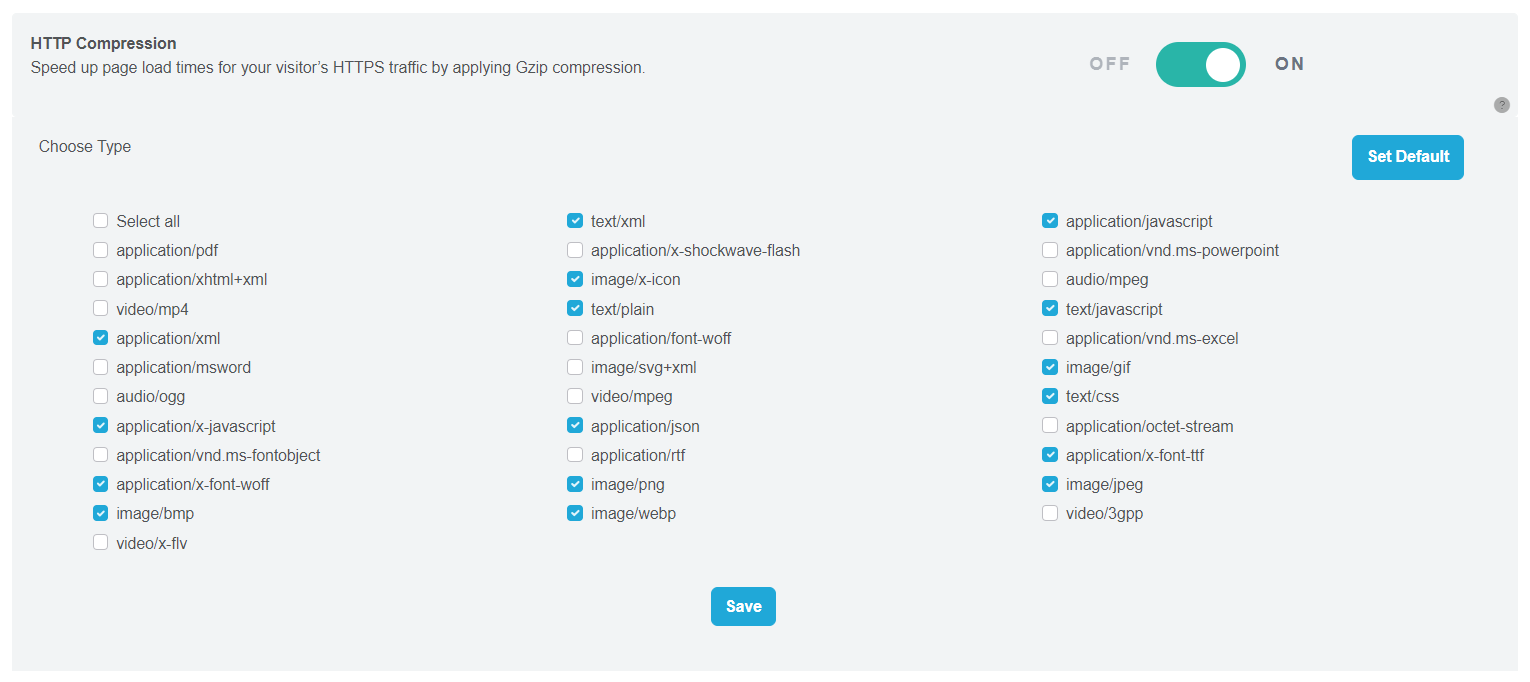 HTTP Compression
Speed up page load times for your visitor's HTTPS traffic by applying Gzip compression.
OFF ON
?
Choose Type
Set Default
Select all text/xml application/javascript
application/pdf application/x-shockwave-flash application/vnd.ms-powerpoint
application/xhtml+xml image/x-icon audio/mpeg
video/mp4 text/plain text/javascript
application/xml application/font-woff application/vnd.ms-excel
application/msword image/svg+xml image/gif
audio/ogg video/mpeg text/css
application/x-javascript application/json application/octet-stream
application/vnd.ms-fontobject application/rtf application/x-font-ttf
application/x-font-woff image/png image/jpeg
image/bmp image/webp video/3gpp
video/x-flv
Save